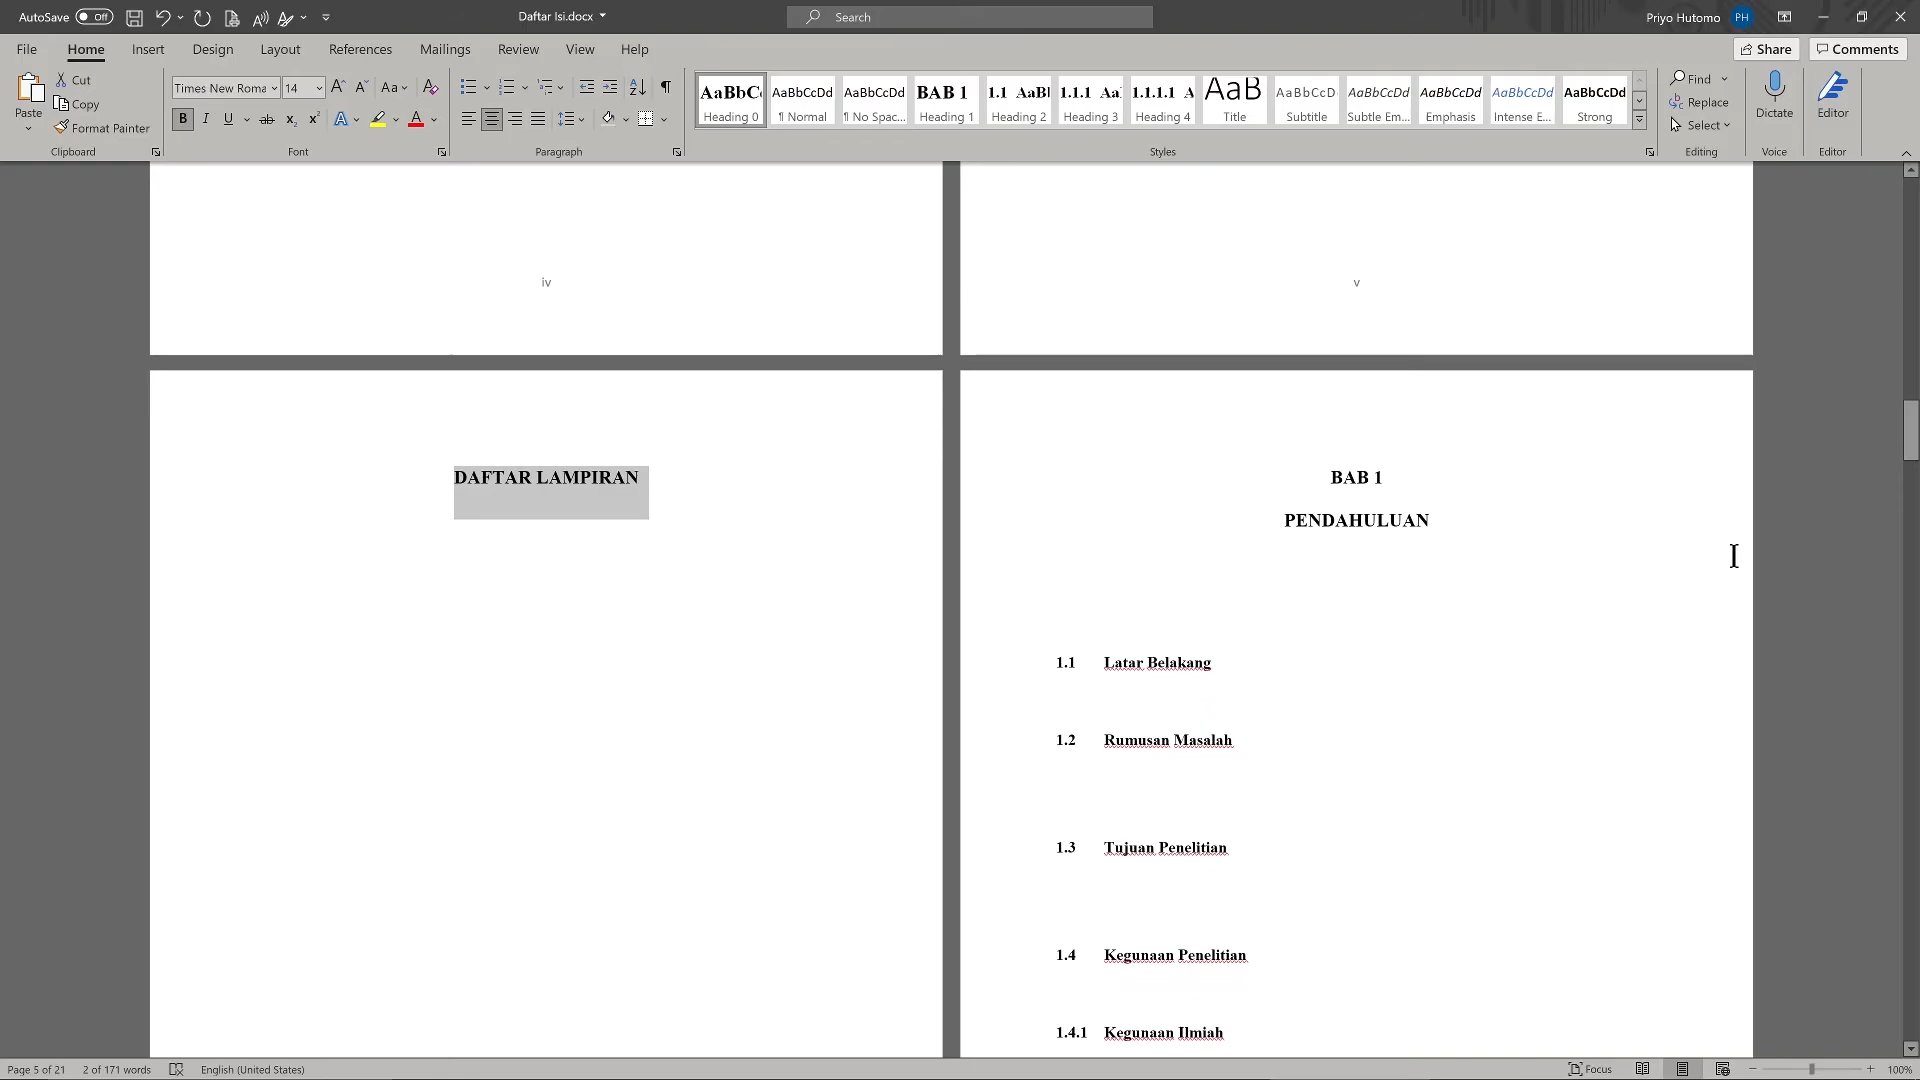 AutoSave Off Daftar Isi.docx Search Priyo Hutomo PH
File Home Insert Design Layout References Mailings Review View Help Share Comments
Paste Cut Copy Format Painter
Clipboard
Times New Roma 14
Font
Paragraph
AaBbC AaBbCcDd AaBbCcDd BAB 1 1.1 AaBl 1.1.1 Aa 1.1.1.1 A AaB AaBbCcD AaBbCcDd AaBbCcDd AaBbCcDd AaBbCcDd
Heading 0 ¶ Normal ¶ No Spac... Heading 1 Heading 2 Heading 3 Heading 4 Title Subtitle Subtle Em... Emphasis Intense E... Strong
Styles
Find
Replace
Select
Editing
Dictate
Voice
Editor
Editor
iv
v
DAFTAR LAMPIRAN
BAB 1
PENDAHULUAN
1.1 Latar Belakang
1.2 Rumusan Masalah
1.3 Tujuan Penelitian
1.4 Kegunaan Penelitian
1.4.1 Kegunaan Ilmiah
Page 5 of 21 2 of 171 words English (United States) Focus 100%